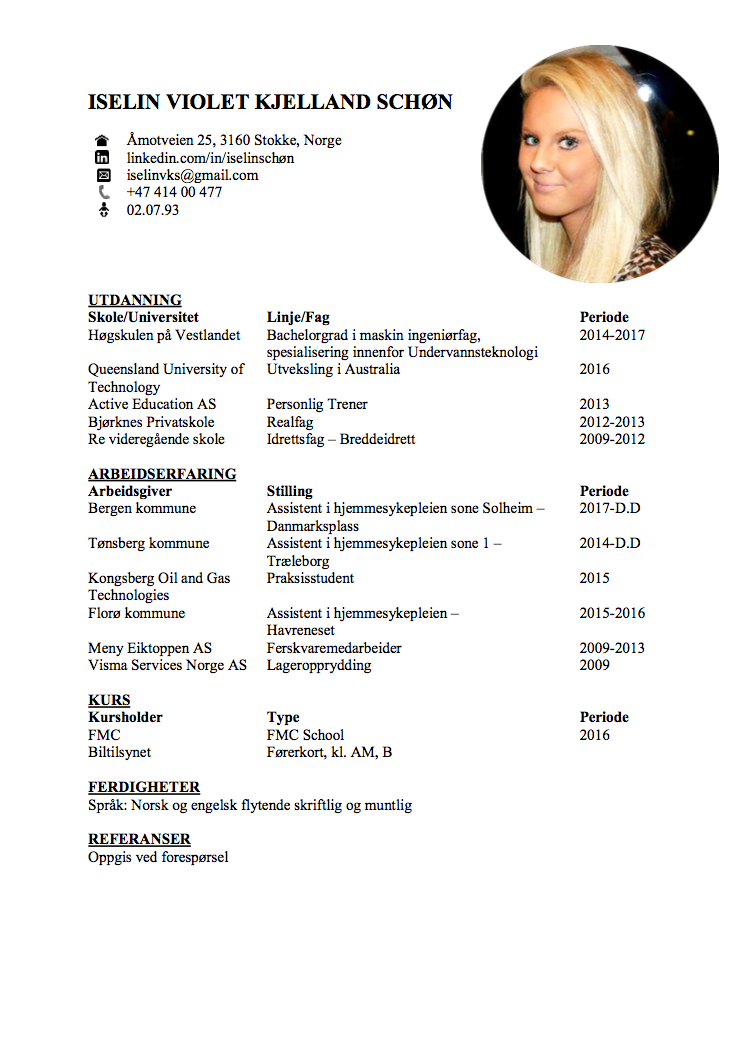 ISELIN VIOLET KJELLAND SCHØN
Åmotveien 25, 3160 Stokke, Norge
in linkedin.com/in/iselinschøn
iselinvks@gmail.com
+47 414 00 477
02.07.93
UTDANNING
Skole/Universitet Linje/Fag Periode
Høgskulen på Vestlandet Bachelorgrad i maskin ingeniørfag, 2014-2017
spesialisering innenfor Undervannsteknologi
Queensland University of Utveksling i Australia 2016
Technology
Active Education AS Personlig Trener 2013
Bjørknes Privatskole Realfag 2012-2013
Re videregående skole Idrettsfag – Breddeidrett 2009-2012
ARBEIDSERFARING
Arbeidsgiver Stilling Periode
Bergen kommune Assistent i hjemmesykepleien sone Solheim – 2017-D.D
Danmarksplass
Tønsberg kommune Assistent i hjemmesykepleien sone 1 – 2014-D.D
Træleborg
Kongsberg Oil and Gas Praksisstudent 2015
Technologies
Florø kommune Assistent i hjemmesykepleien – 2015-2016
Havreneset
Meny Eiktoppen AS Ferskvaremedarbeider 2009-2013
Visma Services Norge AS Lageropprydding 2009
KURS
Kursholder Type Periode
FMC FMC School 2016
Biltilsynet Førerkort, kl. AM, B
FERDIGHETER
Språk: Norsk og engelsk flytende skriftlig og muntlig
REFERANSER
Oppgis ved forespørsel